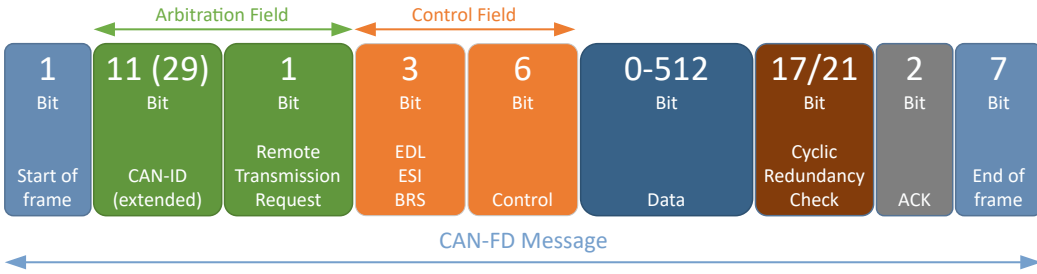 Arbitration Field
Control Field
1
Bit
Start of
frame
11 (29)
Bit
CAN-ID
(extended)
1
Bit
Remote
Transmission
Request
3
Bit
EDL
ESI
BRS
6
Bit
Control
0-512
Bit
Data
17/21
Bit
Cyclic
Redundancy
Check
2
Bit
ACK
7
Bit
End of
frame
CAN-FD Message